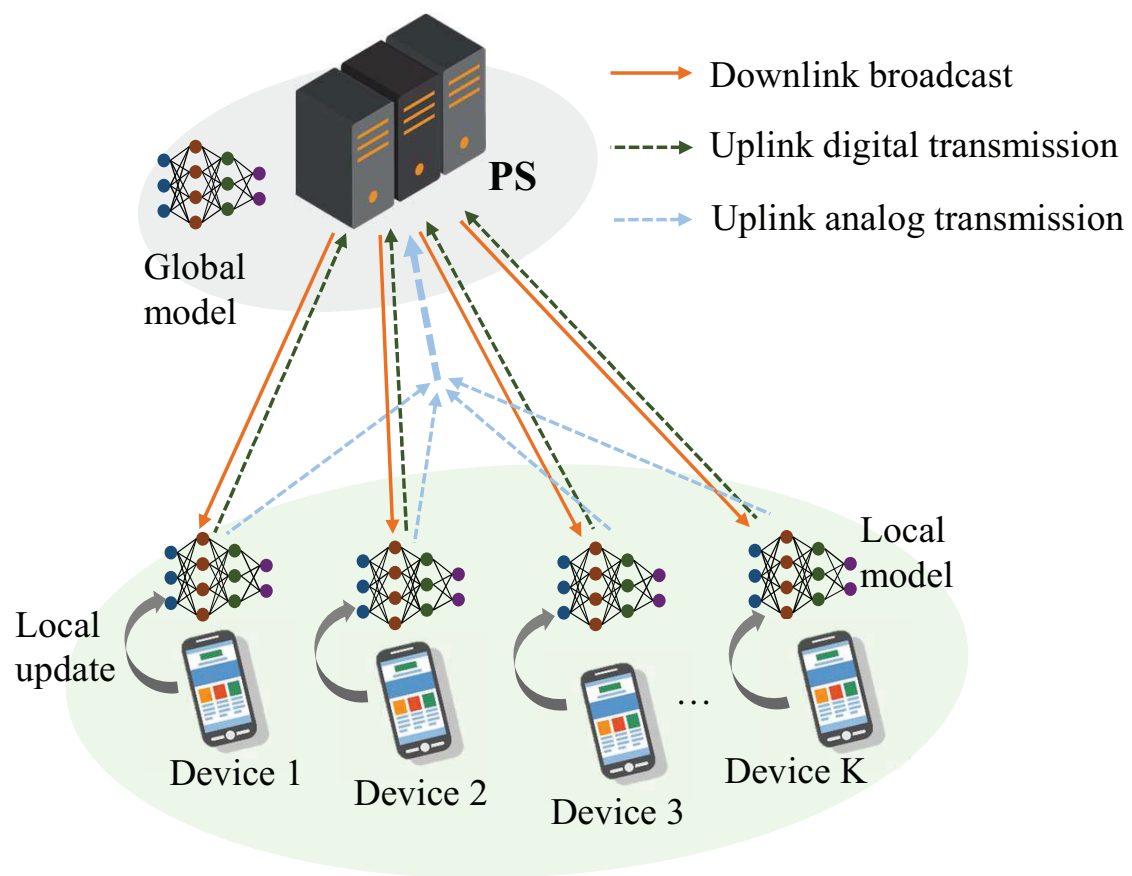 Downlink broadcast
Uplink digital transmission
PS
Uplink analog transmission
Global
model
Local
model
Local
update
Device 1
Device 2
Device 3
...
Device K